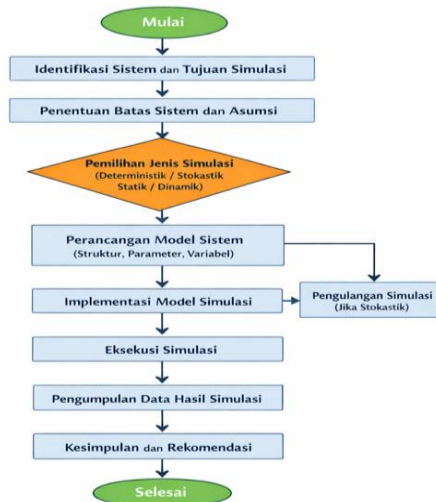 Mulai
Identifikasi Sistem dan Tujuan Simulasi
Penentuan Batas Sistem dan Asumsi
Pemilihan Jenis Simulasi
(Deterministik / Stokastik
Statik / Dinamik)
Perancangan Model Sistem
(Struktur, Parameter, Variabel)
Implementasi Model Simulasi
Pengulangan Simulasi
(Jika Stokastik)
Eksekusi Simulasi
Pengumpulan Data Hasil Simulasi
Kesimpulan dan Rekomendasi
Selesai